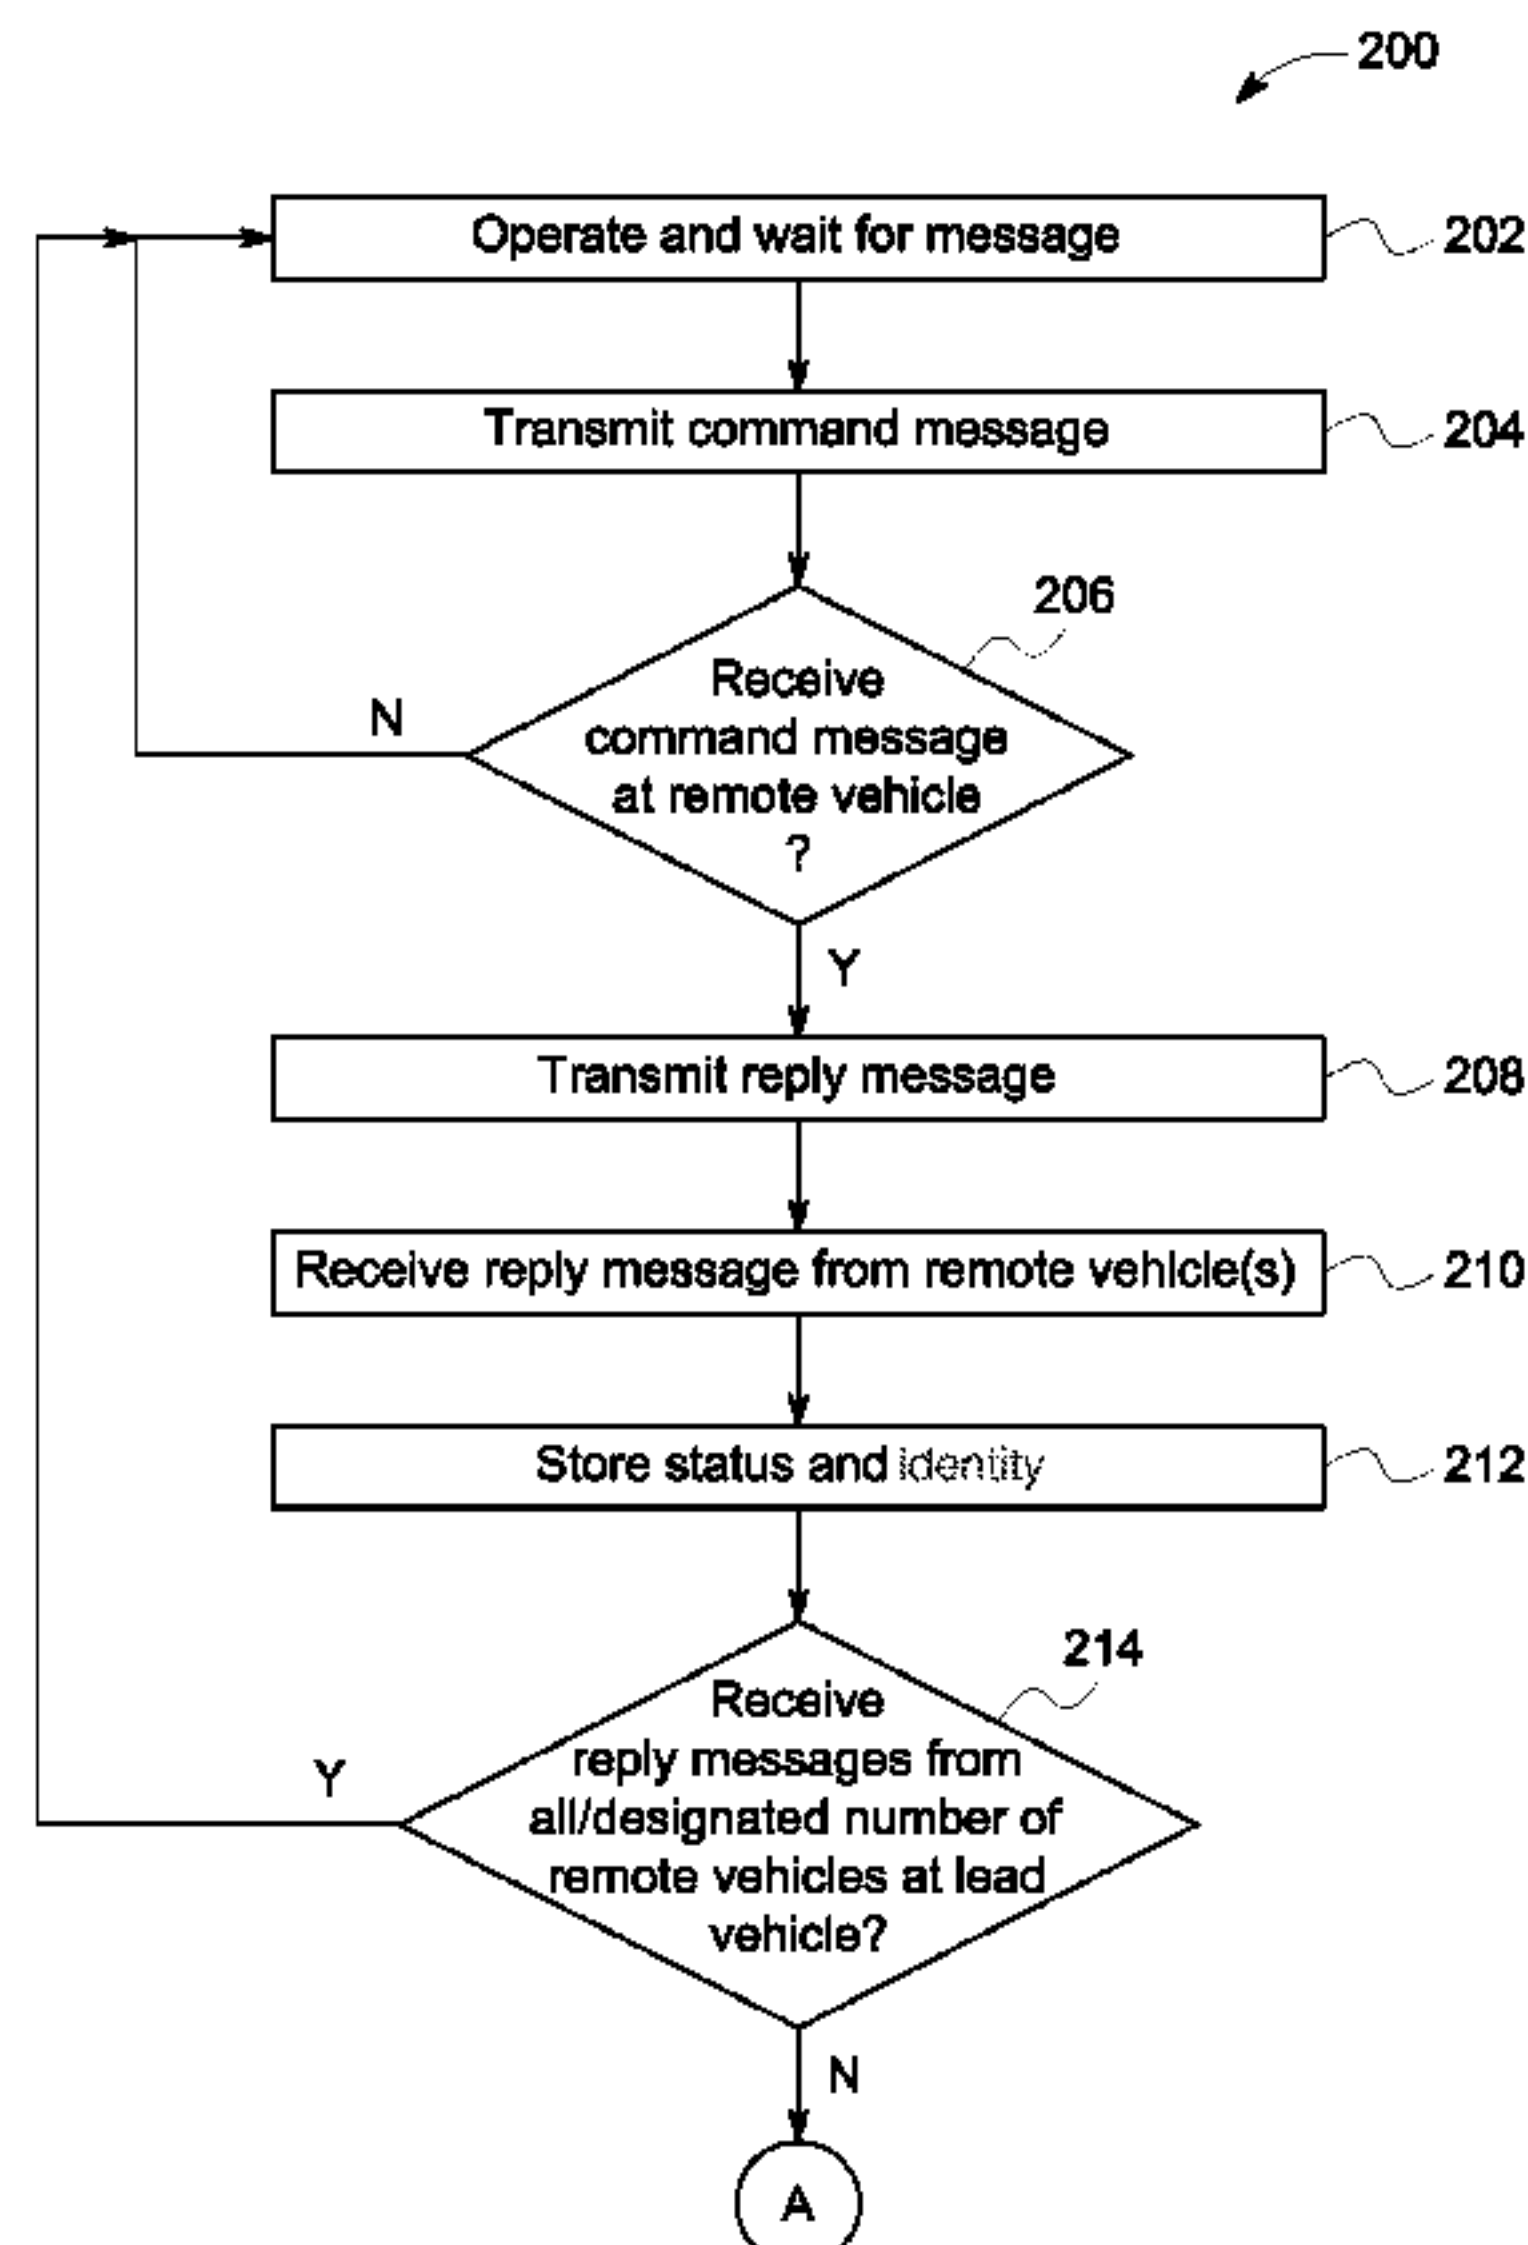 200
Operate and wait for message
202
Transmit command message
204
206
Receive
command message
at remote vehicle
?
N
Y
Transmit reply message
208
Receive reply message from remote vehicle(s)
210
Store status and identity
212
214
Receive
reply messages from
all/designated number of
remote vehicles at lead
vehicle?
Y
N
A